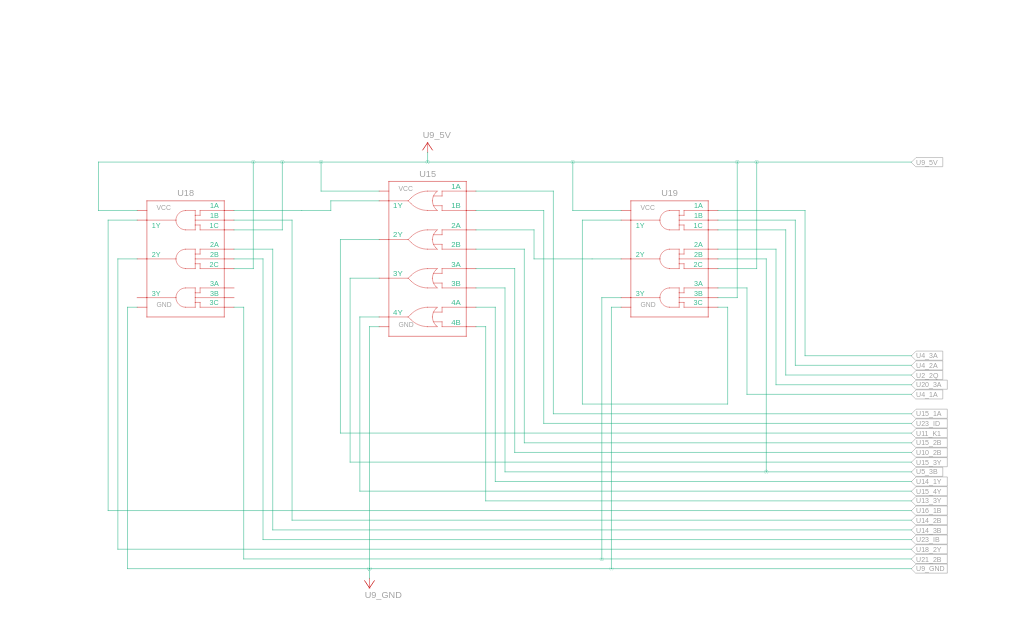 U9_5V
U9_5V
U15
U18
VCC
1Y
1A
1B
1C
2Y
2A
2B
2C
3Y
3A
3B
3C
GND
VCC
1Y
1A
1B
2Y
2A
2B
3Y
3A
3B
4Y
4A
4B
GND
U19
VCC
1Y
1A
1B
1C
2Y
2A
2B
2C
3Y
3A
3B
3C
GND
U4_3A
U4_2A
U2_2Q
U20_3A
U4_1A
U15_1A
U23_ID
U11_K1
U15_2B
U10_2B
U15_3Y
U5_3B
U14_1Y
U15_4Y
U13_3Y
U16_1B
U14_2B
U14_3B
U23_IB
U18_2Y
U21_2B
U9_GND
U9_GND